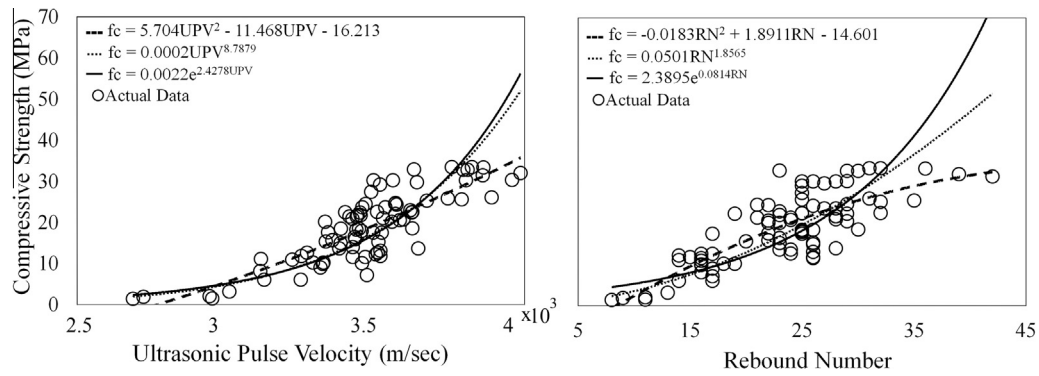 Compressive Strength (MPa)
70
60
50
40
30
20
10
0
fc = 5.704UPV² - 11.468UPV - 16.213
fc = 0.0002UPV^8.7879
fc = 0.0022e^2.4278UPV
Actual Data
2.5
3
3.5
4
x10³
Ultrasonic Pulse Velocity (m/sec)
fc = -0.0183RN² + 1.8911RN - 14.601
fc = 0.0501RN^1.8565
fc = 2.3895e^0.0814RN
Actual Data
5
15
25
35
45
Rebound Number